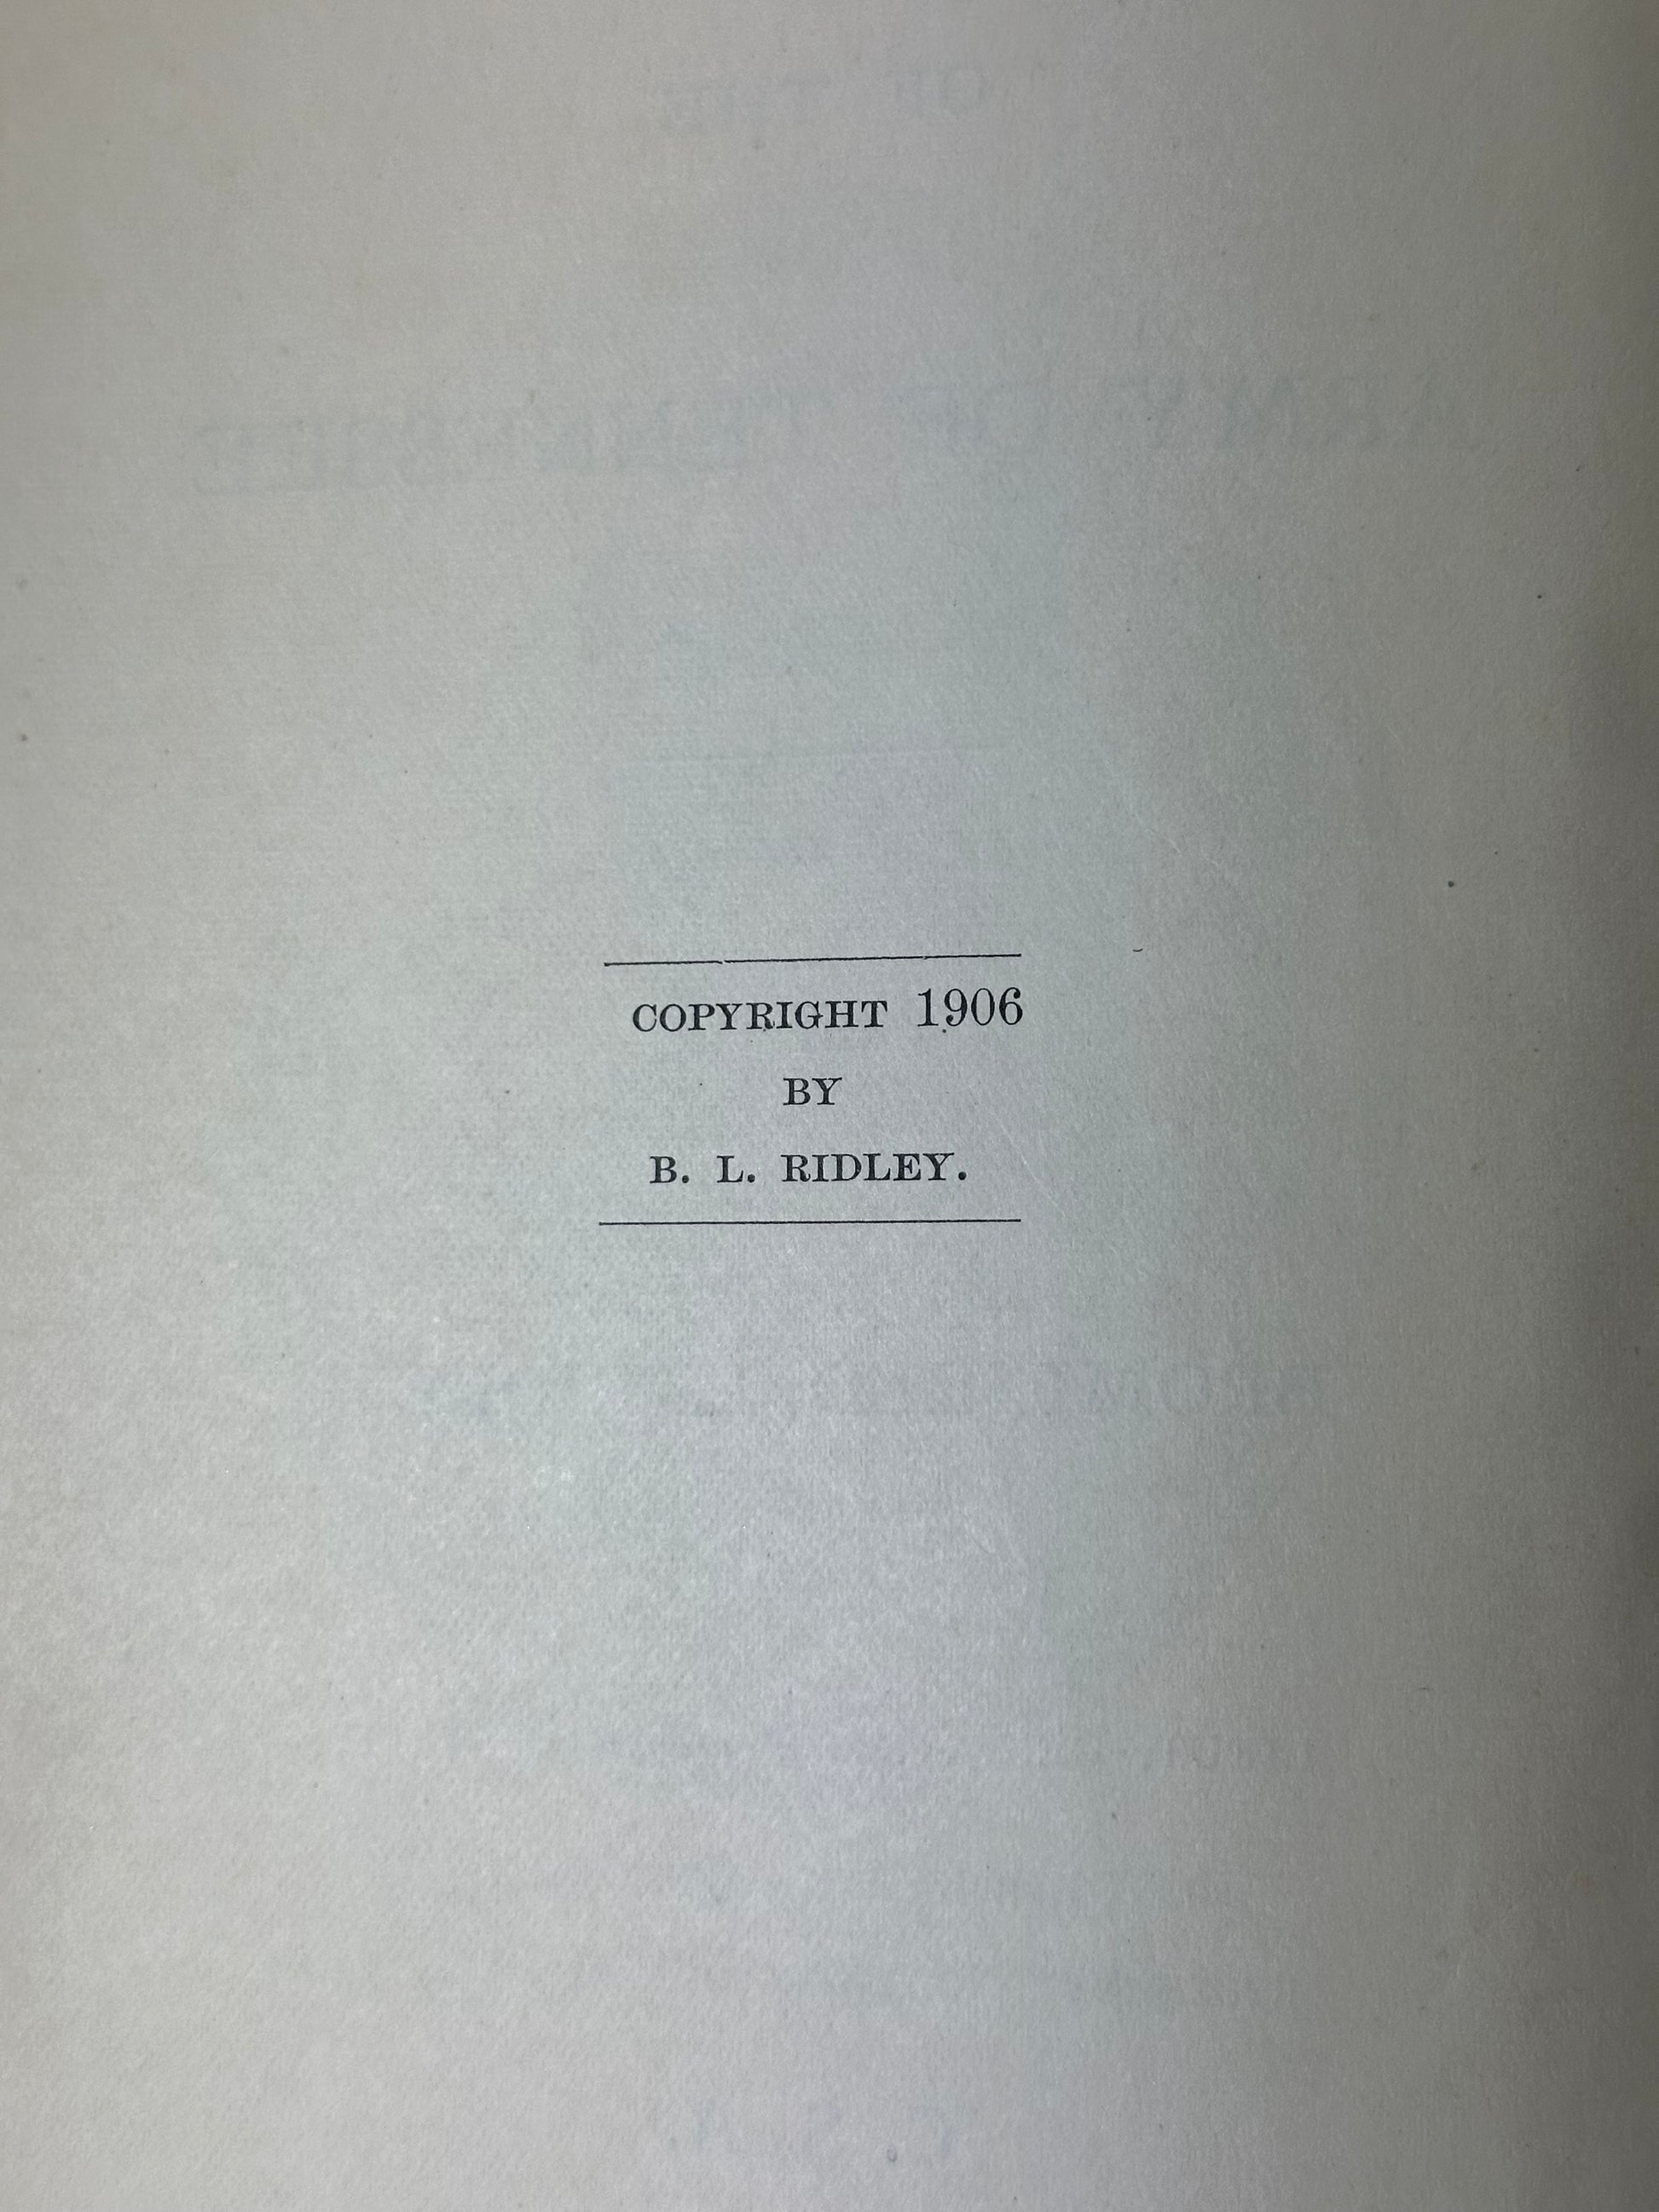 COPYRIGHT 1906
BY
B. L. RIDLEY.